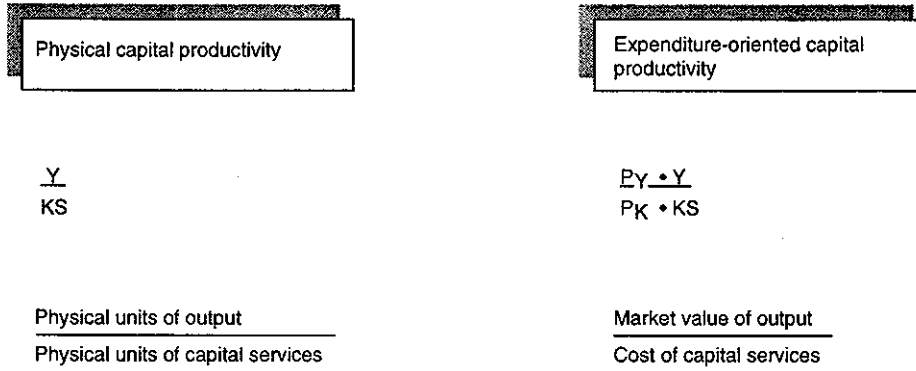 Physical capital productivity
Expenditure-oriented capital
productivity
Y
KS
PY • Y
PK • KS
Physical units of output
Physical units of capital services
Market value of output
Cost of capital services